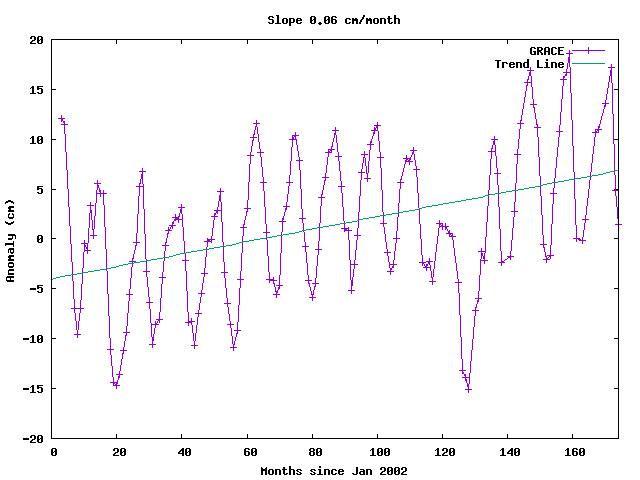 Slope 0.06 cm/month
GRACE
Trend Line
20
15
10
5
0
-5
-10
-15
-20
Anomaly (cm)
0 20 40 60 80 100 120 140 160
Months since Jan 2002